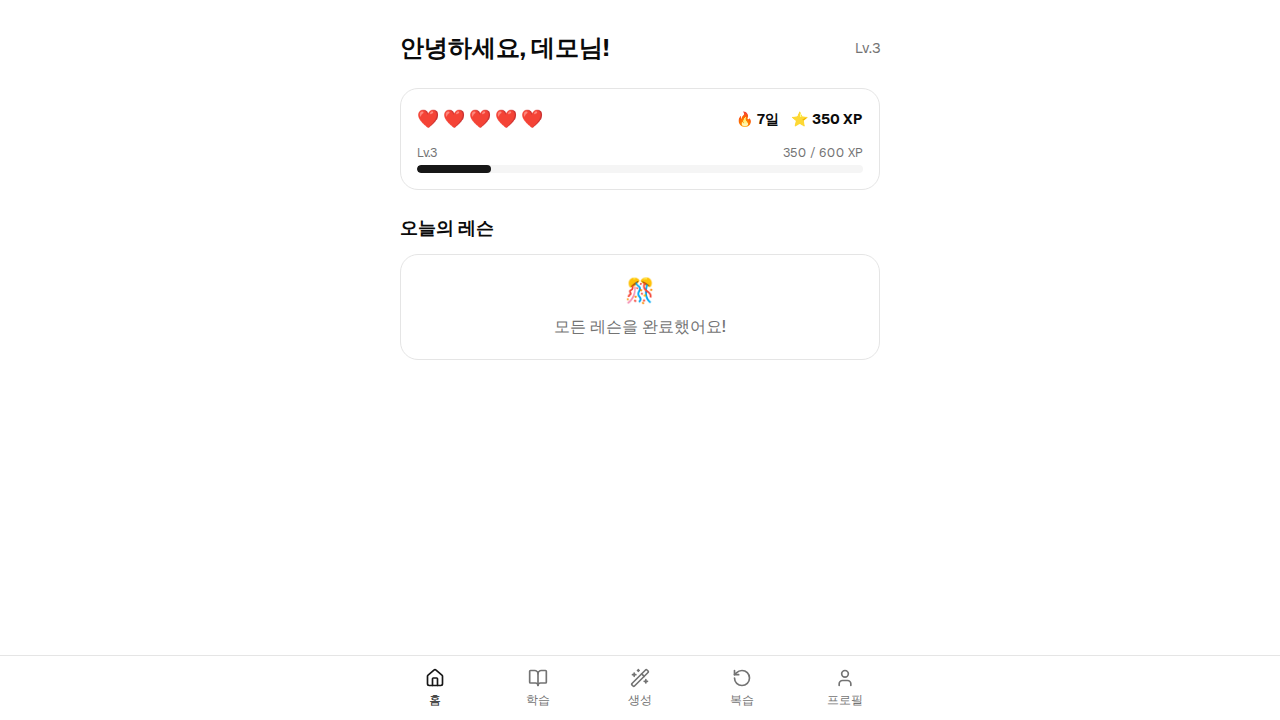 안녕하세요, 데모님!
Lv.3
❤️ ❤️ ❤️ ❤️ ❤️ 🔥 7일 ⭐ 350 XP
Lv.3 350 / 600 XP
오늘의 레슨
🎊
모든 레슨을 완료했어요!
홈 학습 생성 복습 프로필